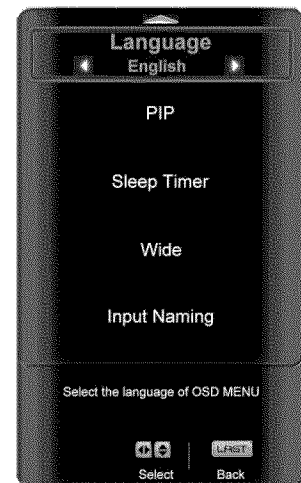 Language
English
PIP
Sleep Timer
Wide
Input Naming
Select the language of OSD MENU
LAST
Select Back